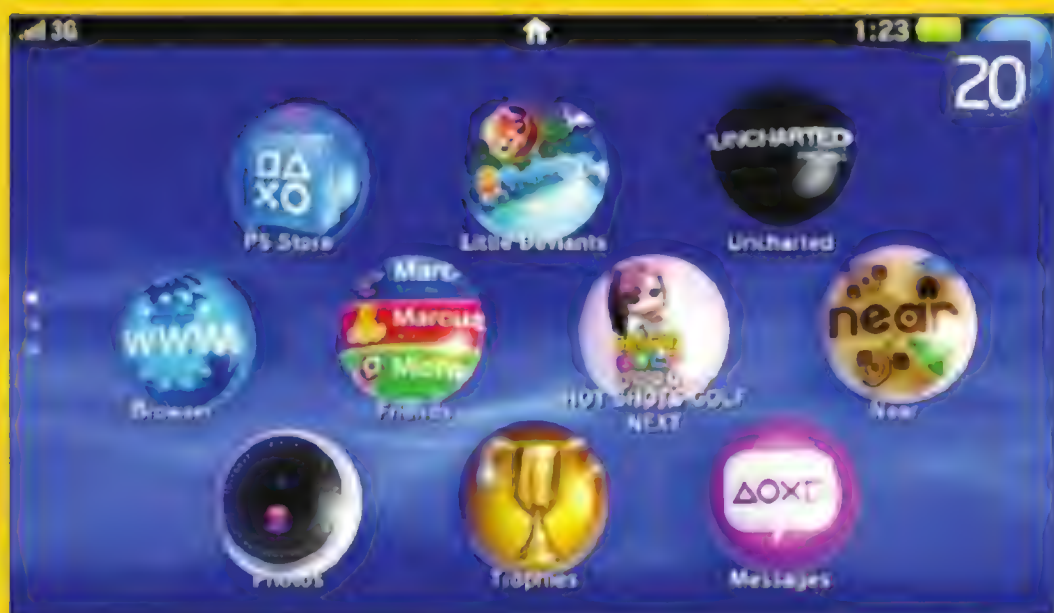 3G 1:23
20
UNCHARTED
PS Store Little Deviants Uncharted
Marc
Marcus
near
Browser Friends HOT SHOTS GOLF Near
NEXT
Photos Trophies Messages